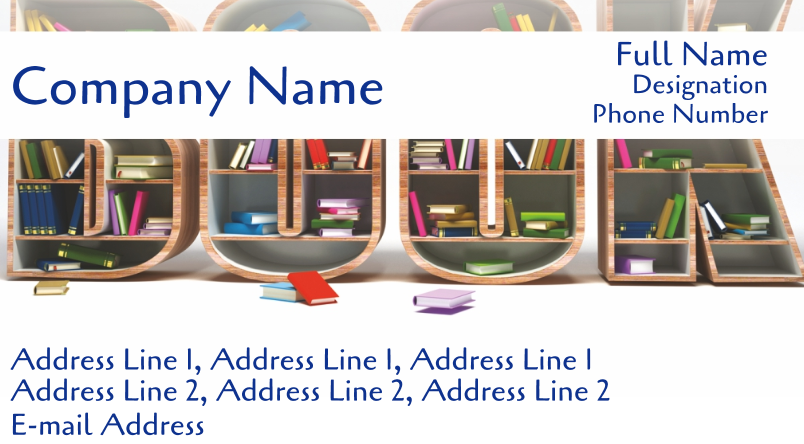 Company Name
Full Name
Designation
Phone Number
Address Line 1, Address Line 1, Address Line 1
Address Line 2, Address Line 2, Address Line 2
E-mail Address